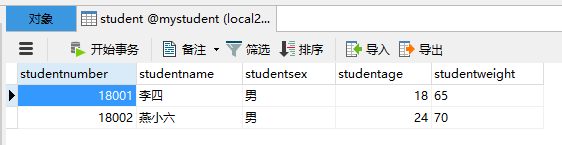 对象 student @mystudent (local2...
开始事务 备注 筛选 排序 导入 导出
studentnumber studentname studentsex studentage studentweight
18001 李四 男 18 65
18002 燕小六 男 24 70